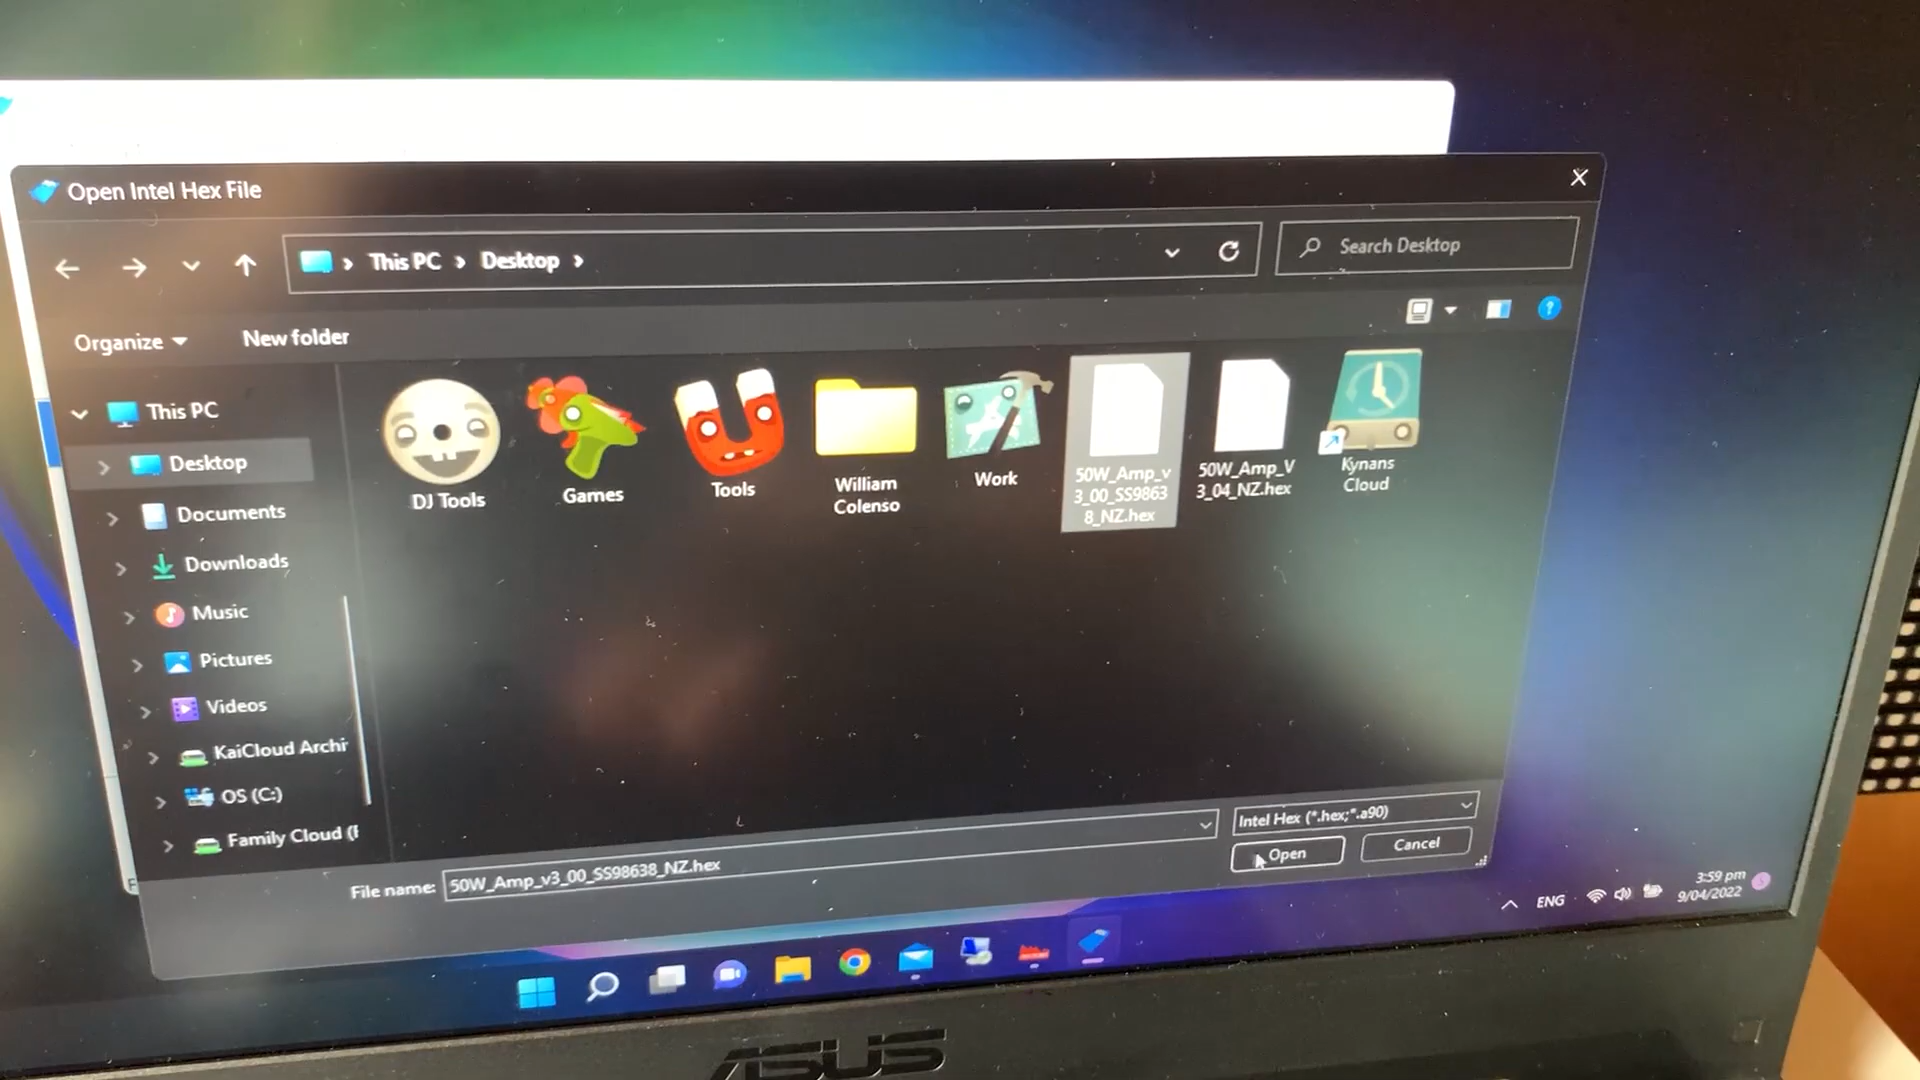 Open Intel Hex File
This PC
Desktop
Search Desktop
Organize
New folder
This PC
Desktop
Documents
Downloads
Music
Pictures
Videos
KaiCloud Archi
OS (C:)
Family Cloud (
DJ Tools
Games
Tools
William
Colenso
Work
50W_Amp_v
3_00_SS9863
8_NZ.hex
50W_Amp_V
3_04_NZ.hex
Kynans
Cloud
File name:
50W_Amp_v3_00_SS98638_NZ.hex
Intel Hex (*.hex;*.a90)
Open
Cancel
ENG
3:59 pm
9/04/2022
ASUS